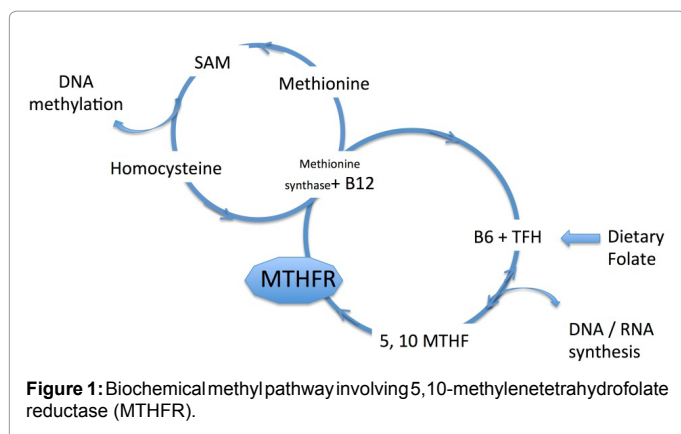 SAM
DNA
methylation
Methionine
Homocysteine
Methionine
synthase+ B12
B6 + TFH
Dietary
Folate
MTHFR
5, 10 MTHF
DNA / RNA
synthesis
Figure 1: Biochemical methyl pathway involving 5,10-methylenetetrahydrofolate
reductase (MTHFR).